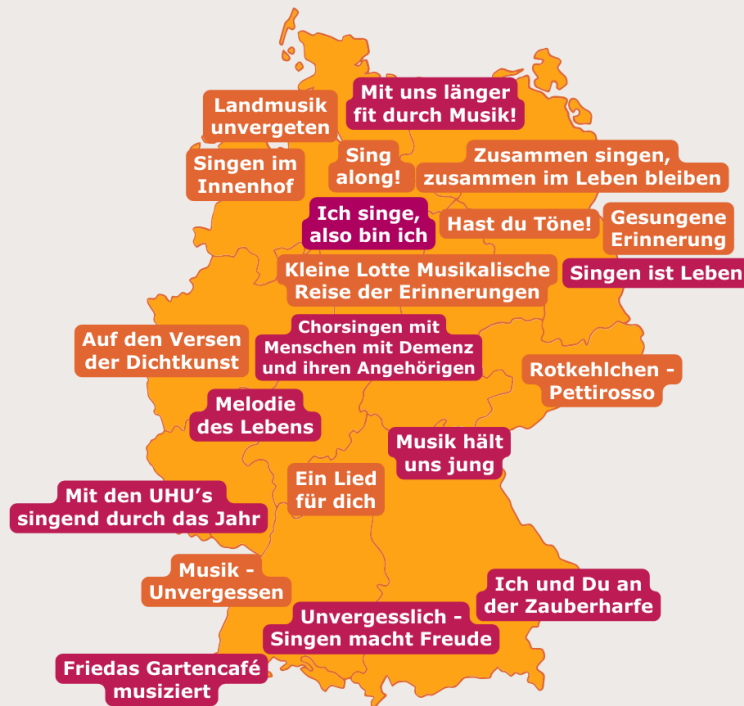 Mit uns länger
fit durch Musik!
Landmusik
unvergeten
Singen im
Innenhof
Sing
along!
Zusammen singen,
zusammen im Leben bleiben
Ich singe,
also bin ich
Hast du Töne!
Gesungene
Erinnerung
Kleine Lotte Musikalische
Reise der Erinnerungen
Singen ist Leben
Auf den Versen
der Dichtkunst
Chorsingen mit
Menschen mit Demenz
und ihren Angehörigen
Rotkehlchen -
Pettirosso
Melodie
des Lebens
Musik hält
uns jung
Ein Lied
für dich
Mit den UHU’s
singend durch das Jahr
Musik -
Unvergessen
Ich und Du an
der Zauberharfe
Unvergesslich -
Singen macht Freude
Friedas Gartencafé
musiziert